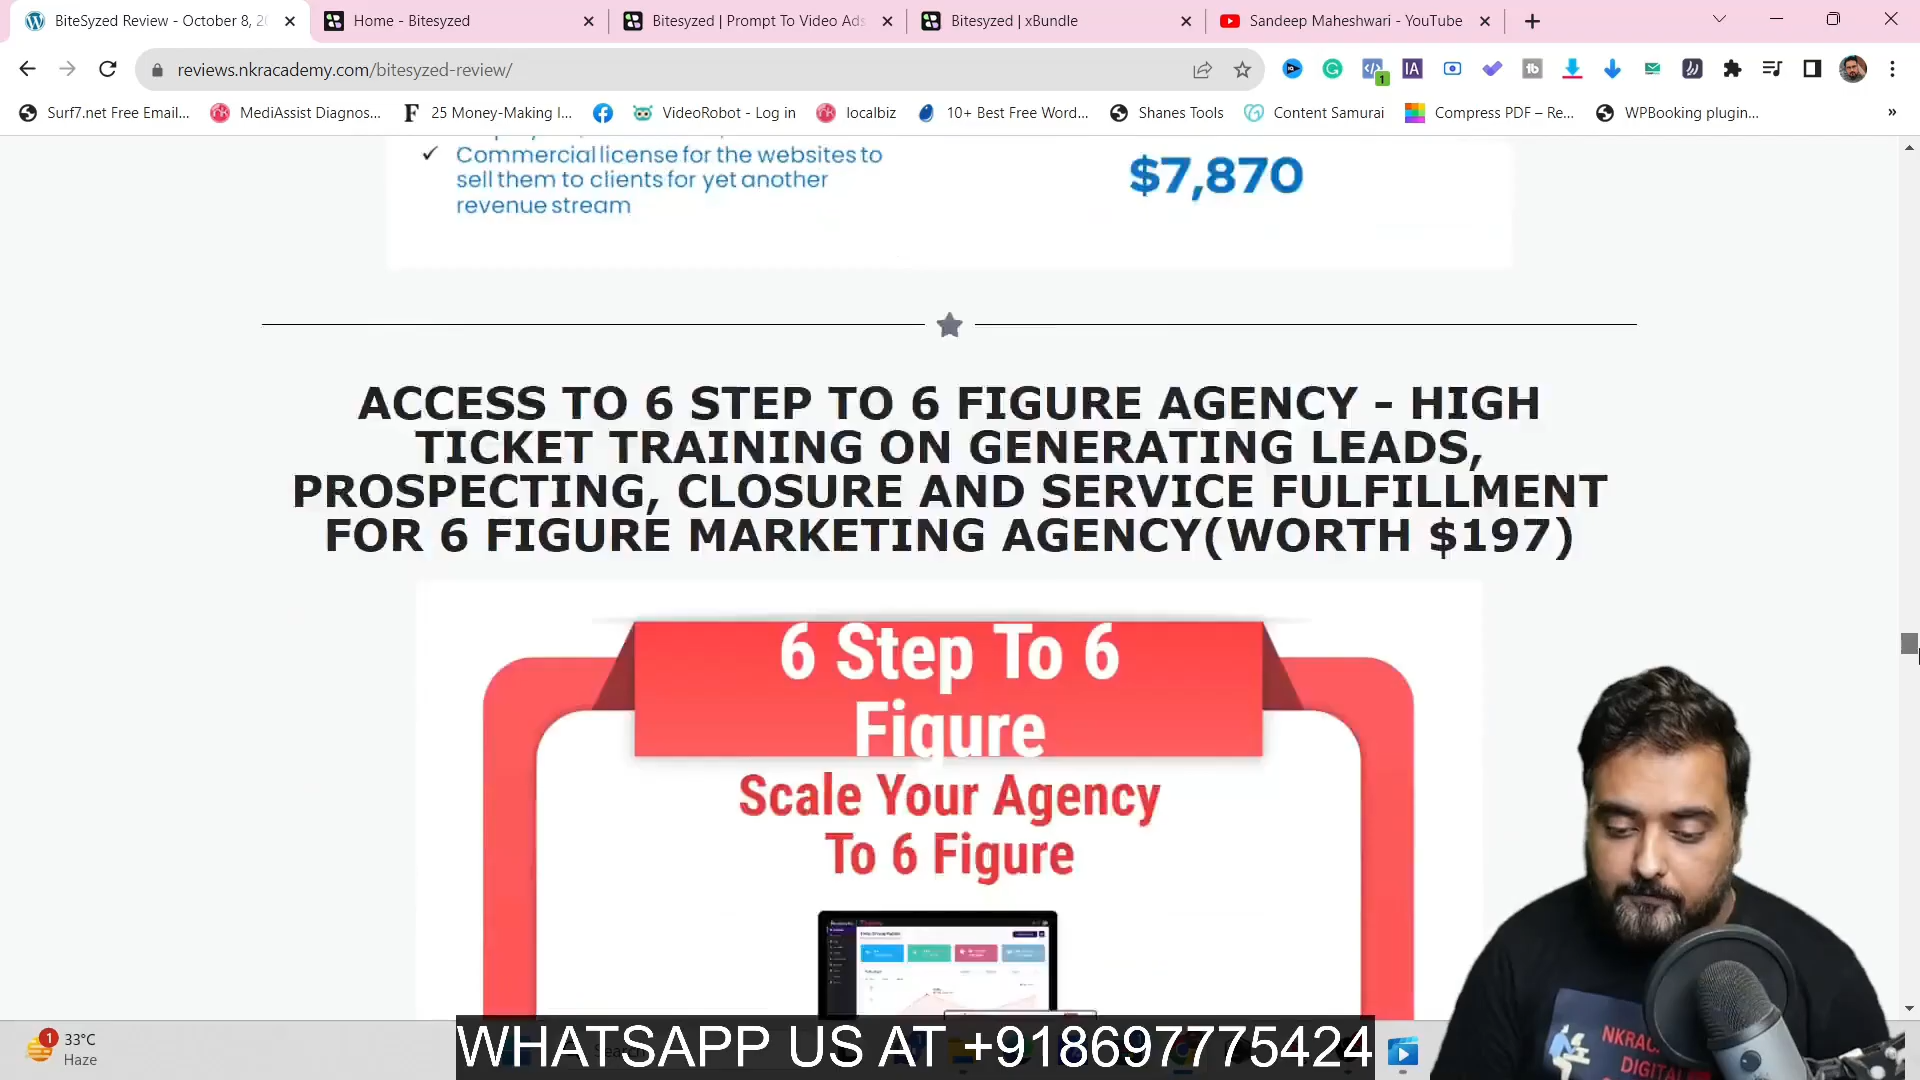 BiteSyzed Review - October 8, 20
Home - Bitesyzed
Bitesyzed | Prompt To Video Ads
Bitesyzed | xBundle
Sandeep Maheshwari - YouTube
reviews.nkracademy.com/bitesyzed-review/
Surf7.net Free Email...
MediAssist Diagnos...
25 Money-Making I...
VideoRobot - Log in
localbiz
10+ Best Free Word...
Shanes Tools
Content Samurai
Compress PDF – Re...
WPBooking plugin...
Commercial license for the websites to
sell them to clients for yet another
revenue stream
$7,870
ACCESS TO 6 STEP TO 6 FIGURE AGENCY – HIGH
TICKET TRAINING ON GENERATING LEADS,
PROSPECTING, CLOSURE AND SERVICE FULFILLMENT
FOR 6 FIGURE MARKETING AGENCY(WORTH $197)
6 Step To 6
Figure
Scale Your Agency
To 6 Figure
NKRAC
DIGITAL
1
33°C
Haze
WHATSAPP US AT +918697775424